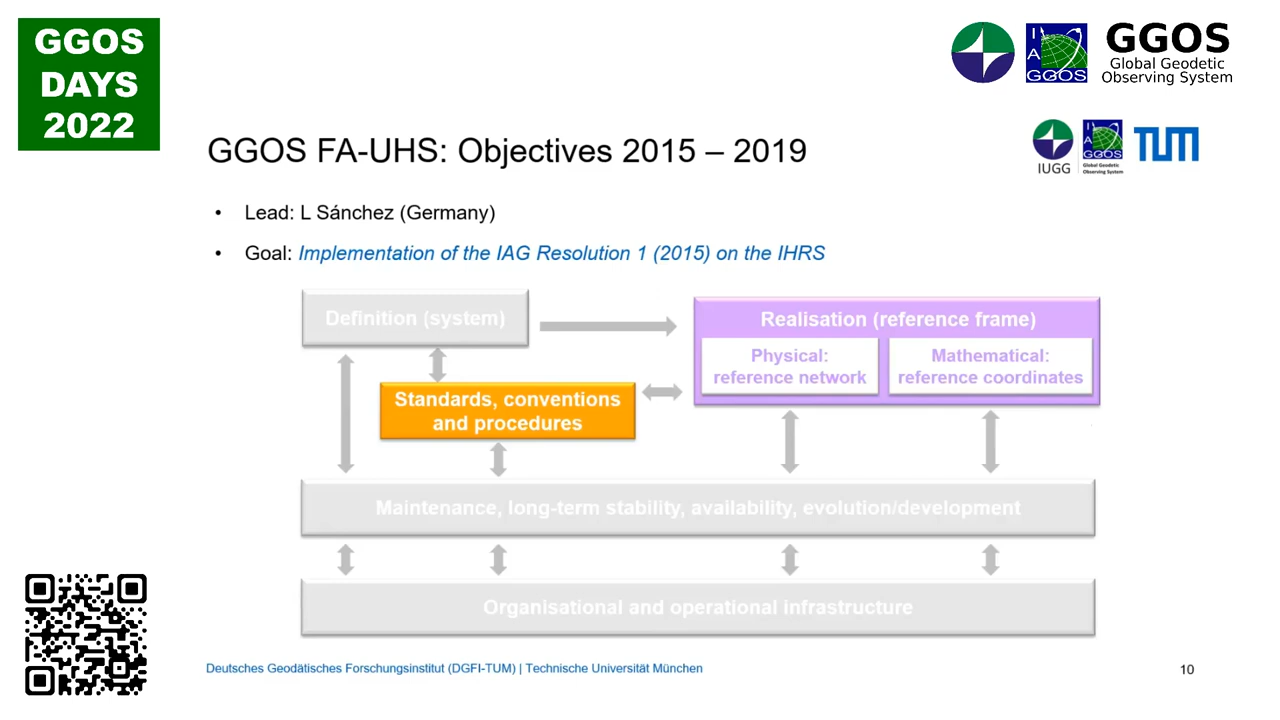 GGOS
DAYS
2022
I
A
GGOS
GGOS
Global Geodetic
Observing System
GGOS FA-UHS: Objectives 2015 – 2019
IUGG
I
A
GGOS
Global Geodetic
Observing System
TUM
• Lead: L Sánchez (Germany)
• Goal: Implementation of the IAG Resolution 1 (2015) on the IHRS
Definition (system)
Realisation (reference frame)
Physical:
reference network
Mathematical:
reference coordinates
Standards, conventions
and procedures
Maintenance, long-term stability, availability, evolution/development
Organisational and operational infrastructure
Deutsches Geodätisches Forschungsinstitut (DGFI-TUM) | Technische Universität München
10